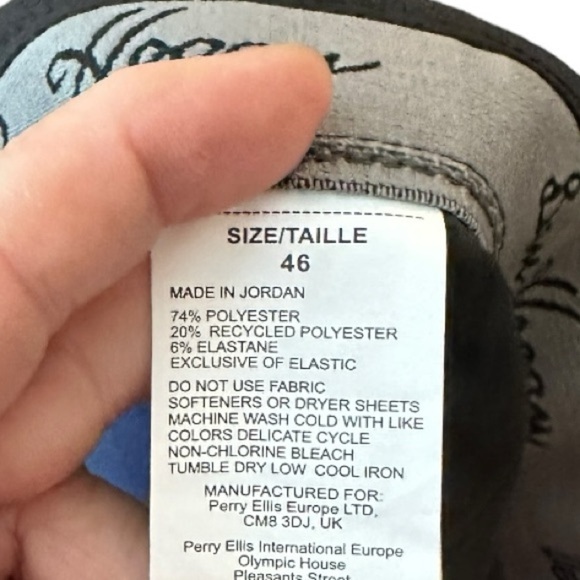 SIZE/TAILLE
46
MADE IN JORDAN
74% POLYESTER
20% RECYCLED POLYESTER
6% ELASTANE
EXCLUSIVE OF ELASTIC
DO NOT USE FABRIC
SOFTENERS OR DRYER SHEETS
MACHINE WASH COLD WITH LIKE
COLORS DELICATE CYCLE
NON-CHLORINE BLEACH
TUMBLE DRY LOW COOL IRON
MANUFACTURED FOR:
Perry Ellis Europe LTD,
CM8 3DJ, UK
Perry Ellis International Europe
Olympic House
Pleasants Street